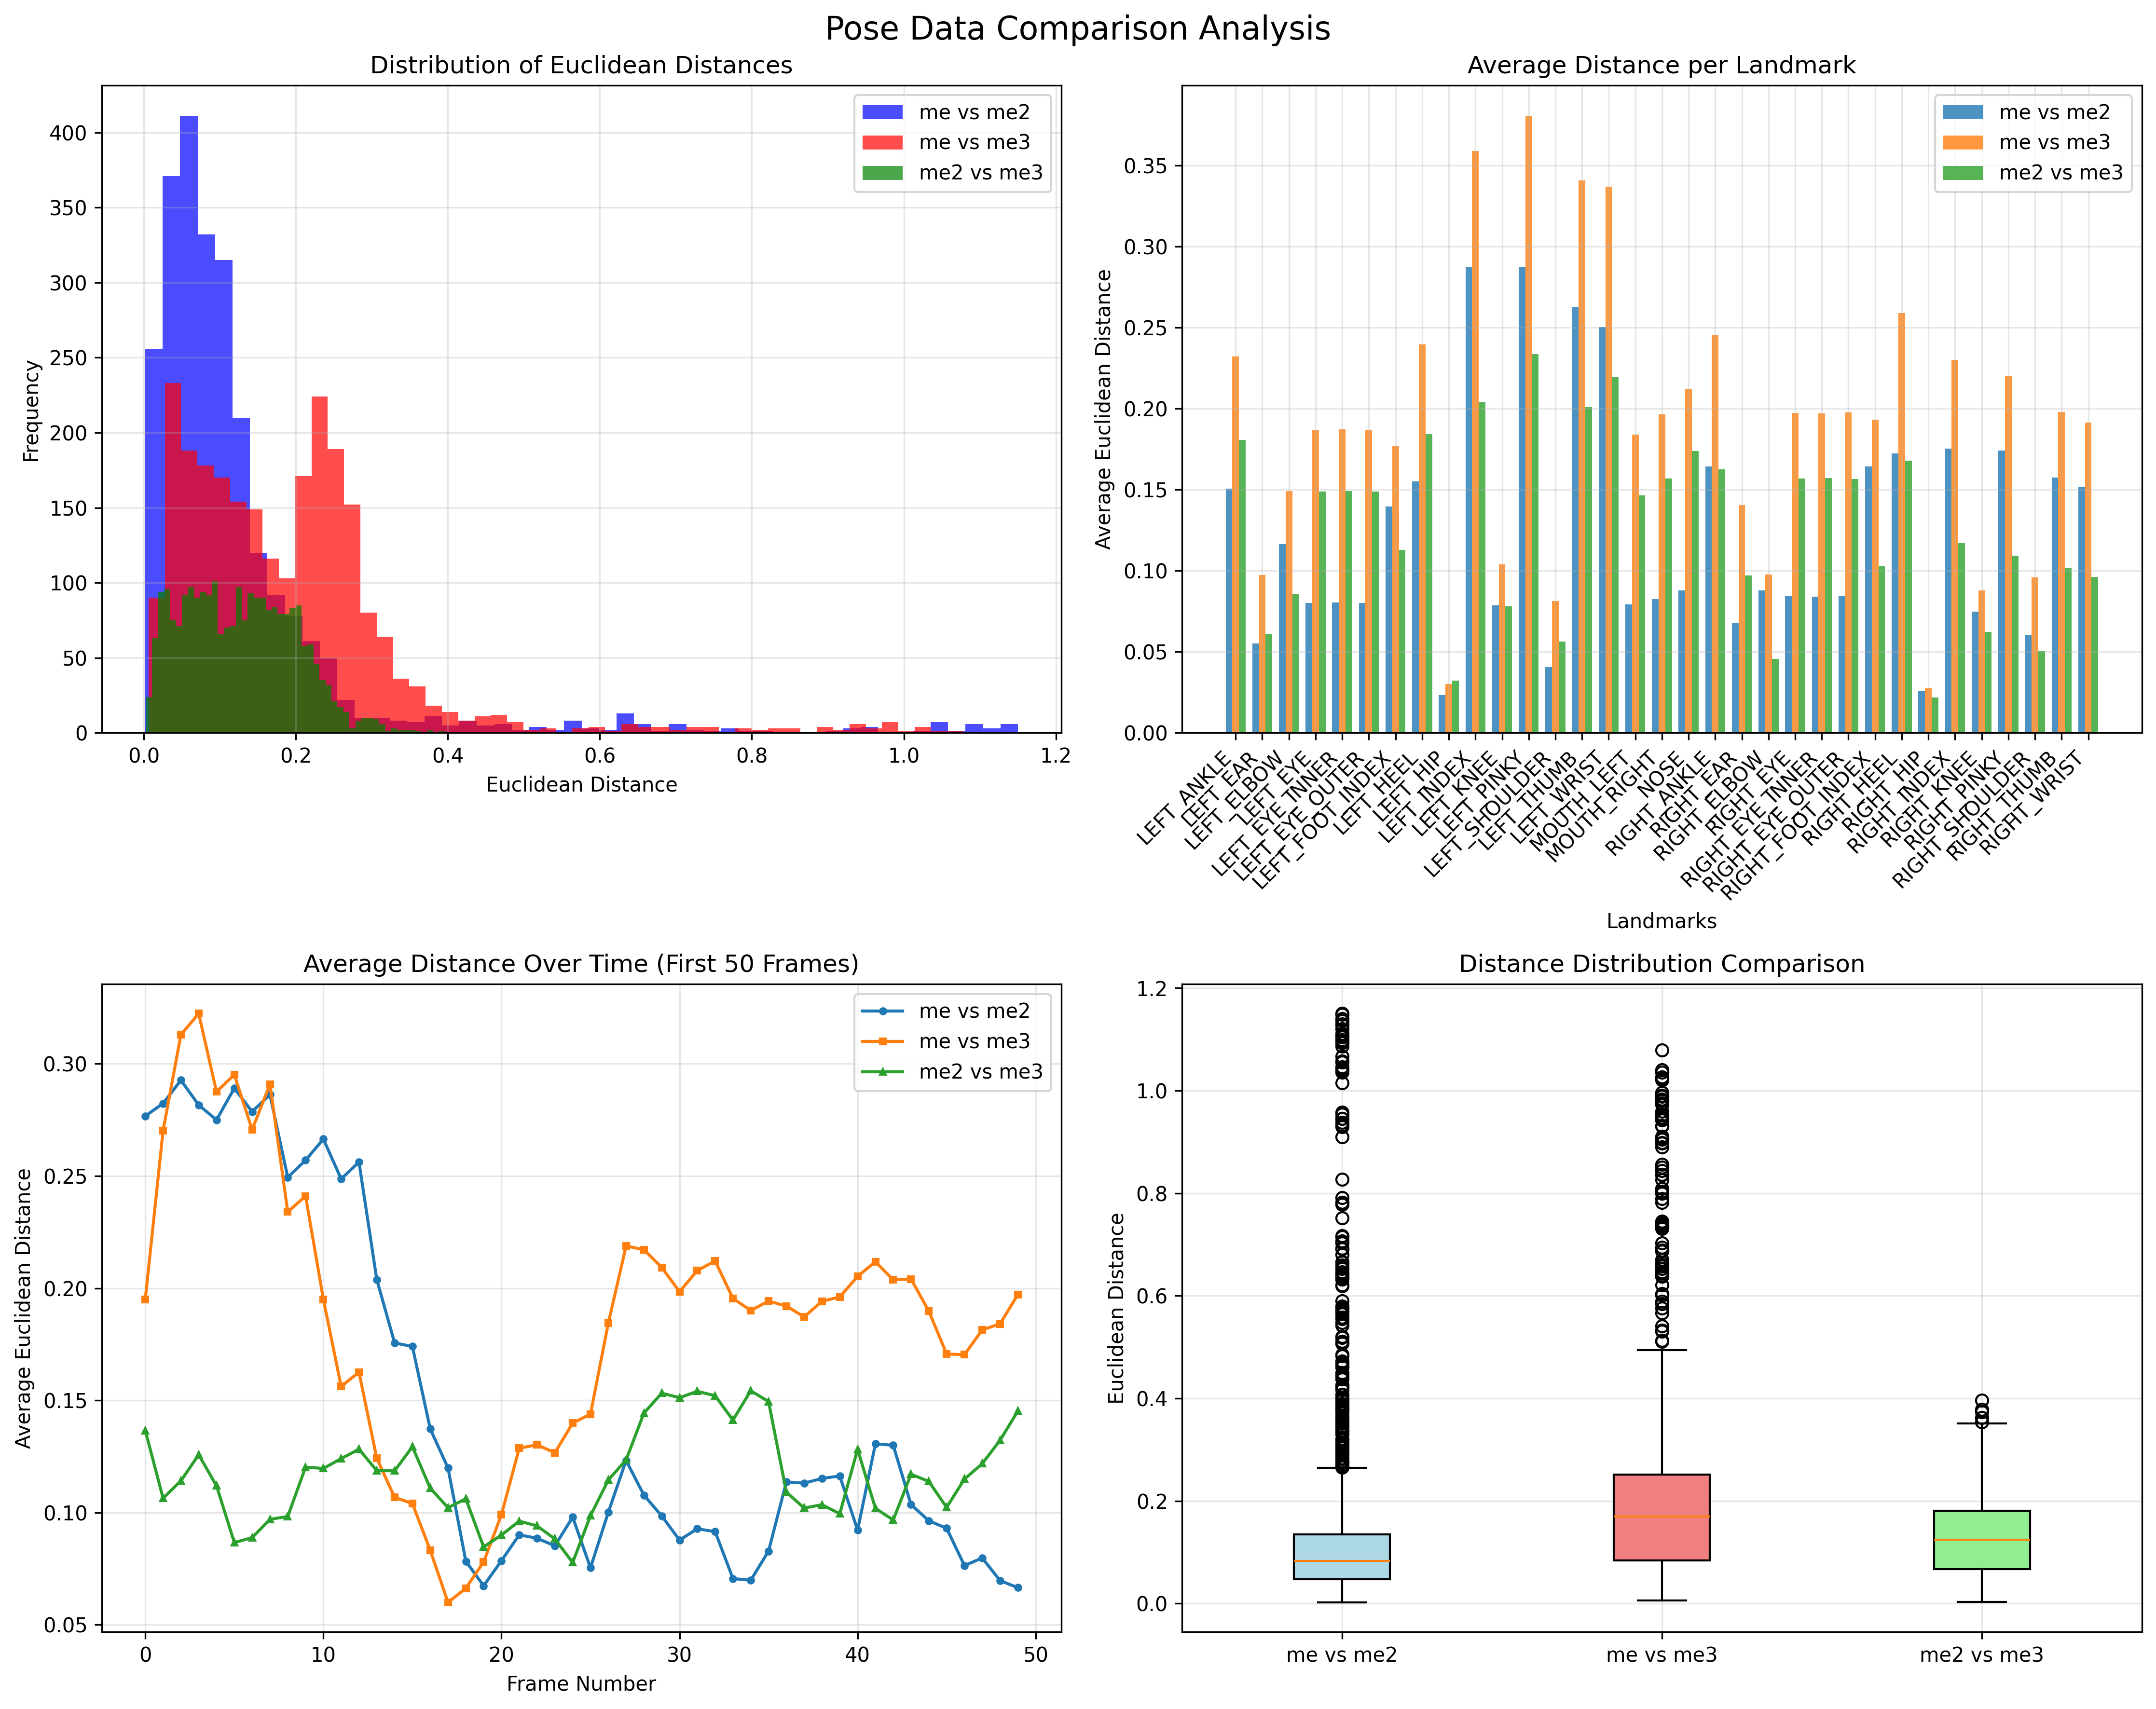 Pose Data Comparison Analysis
Distribution of Euclidean Distances
Frequency
400
350
300
250
200
150
100
50
0
0.0 0.2 0.4 0.6 0.8 1.0 1.2
Euclidean Distance
me vs me2
me vs me3
me2 vs me3
Average Distance per Landmark
Average Euclidean Distance
0.35
0.30
0.25
0.20
0.15
0.10
0.05
0.00
me vs me2
me vs me3
me2 vs me3
LEFT_ANKLE
LEFT_EAR
LEFT_ELBOW
LEFT_EYE
LEFT_EYE_INNER
LEFT_EYE_OUTER
LEFT_FOOT_INDEX
LEFT_HEEL
LEFT_HIP
LEFT_INDEX
LEFT_KNEE
LEFT_PINKY
LEFT_SHOULDER
LEFT_THUMB
LEFT_WRIST
MOUTH_LEFT
MOUTH_RIGHT
NOSE
RIGHT_ANKLE
RIGHT_EAR
RIGHT_ELBOW
RIGHT_EYE
RIGHT_EYE_INNER
RIGHT_EYE_OUTER
RIGHT_FOOT_INDEX
RIGHT_HEEL
RIGHT_HIP
RIGHT_INDEX
RIGHT_KNEE
RIGHT_PINKY
RIGHT_SHOULDER
RIGHT_THUMB
RIGHT_WRIST
Landmarks
Average Distance Over Time (First 50 Frames)
Average Euclidean Distance
0.30
0.25
0.20
0.15
0.10
0.05
0 10 20 30 40 50
Frame Number
me vs me2
me vs me3
me2 vs me3
Distance Distribution Comparison
Euclidean Distance
1.2
1.0
0.8
0.6
0.4
0.2
0.0
me vs me2 me vs me3 me2 vs me3